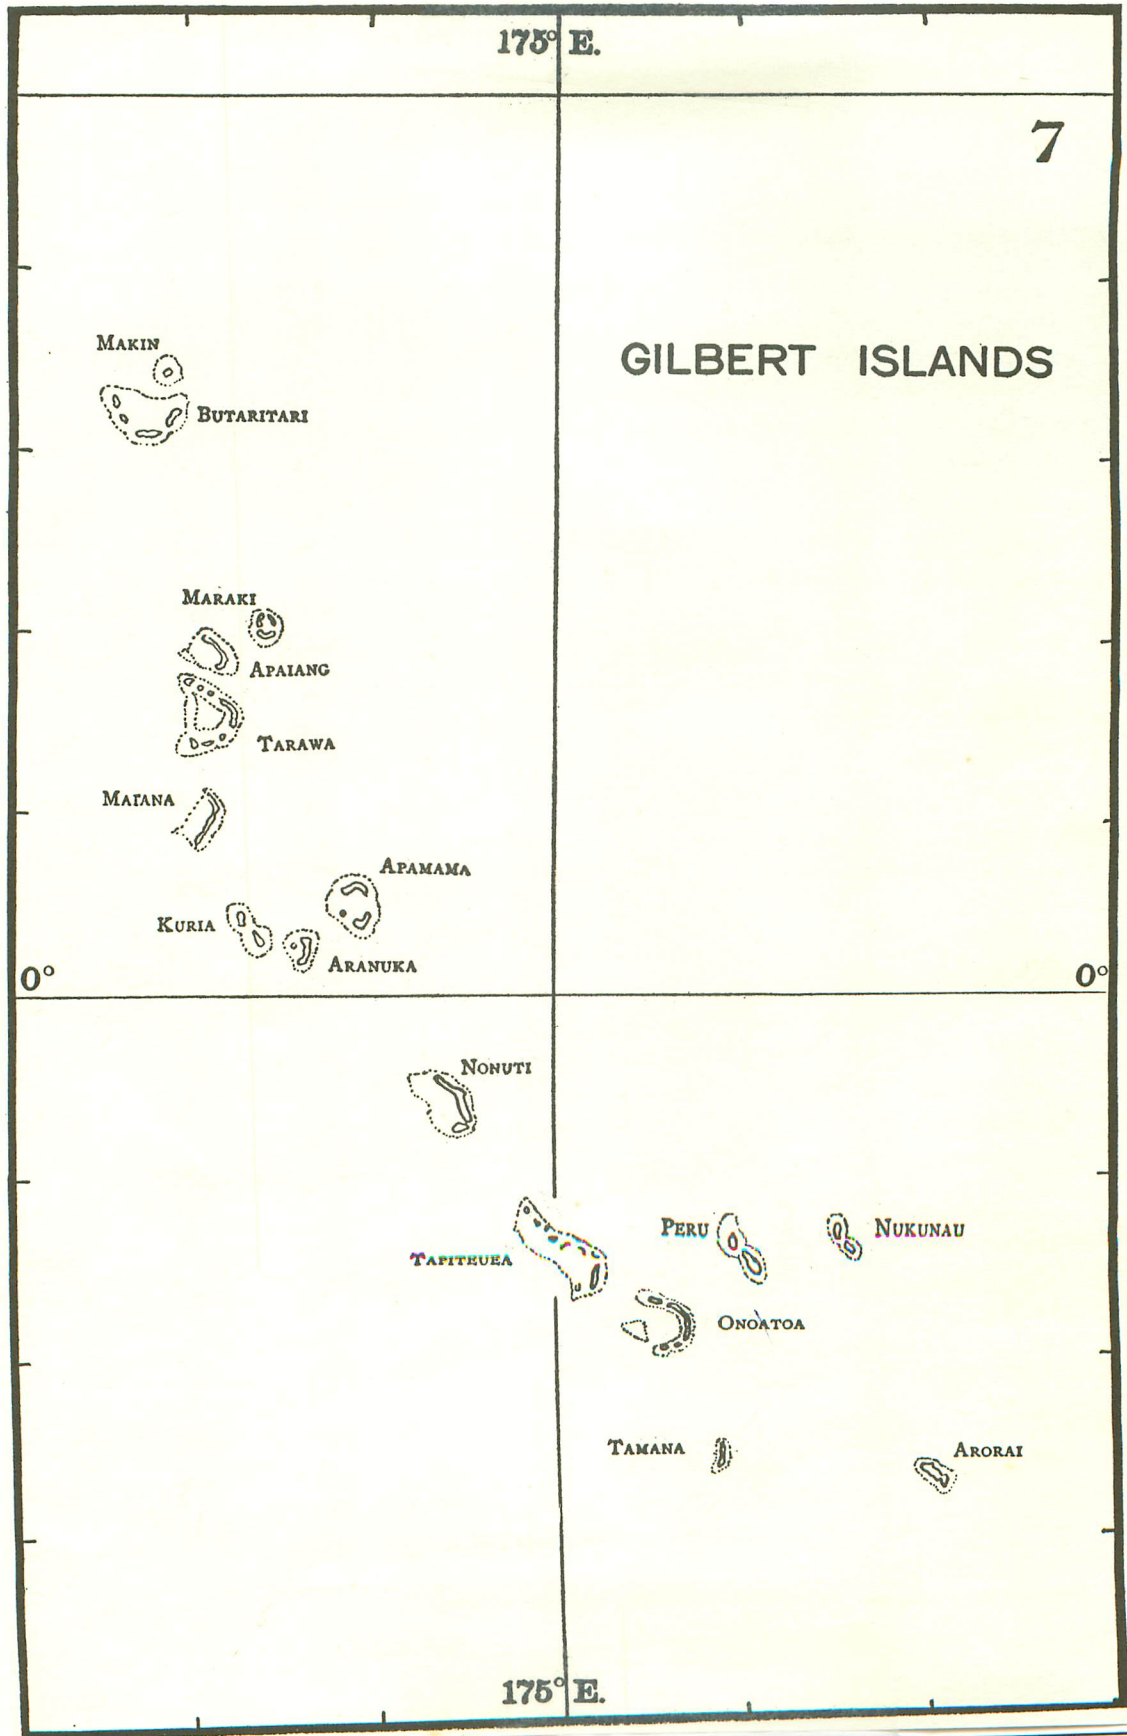 175° E.
7
MAKIN
GILBERT ISLANDS
BUTARITARI
MARAKI
APAIANG
TARAWA
MAIANA
APAMAMA
KURIA
ARANUKA
0°
0°
NONUTI
PERU
NUKUNAU
TAPITEUEA
ONOATOA
TAMANA
ARORAI
175° E.